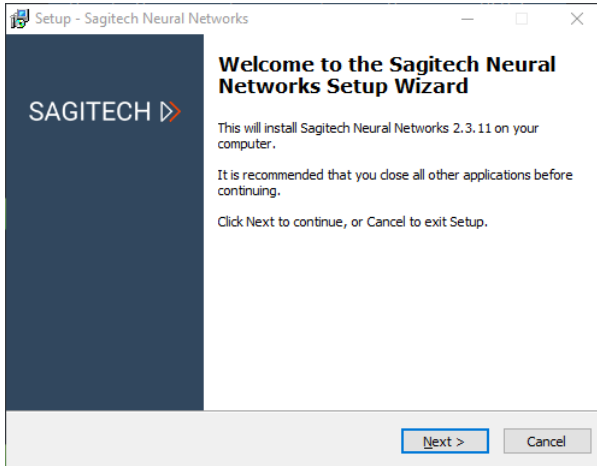 Setup - Sagitech Neural Networks
Welcome to the Sagitech Neural
Networks Setup Wizard
SAGITECH
This will install Sagitech Neural Networks 2.3.11 on your
computer.
It is recommended that you close all other applications before
continuing.
Click Next to continue, or Cancel to exit Setup.
Next >
Cancel